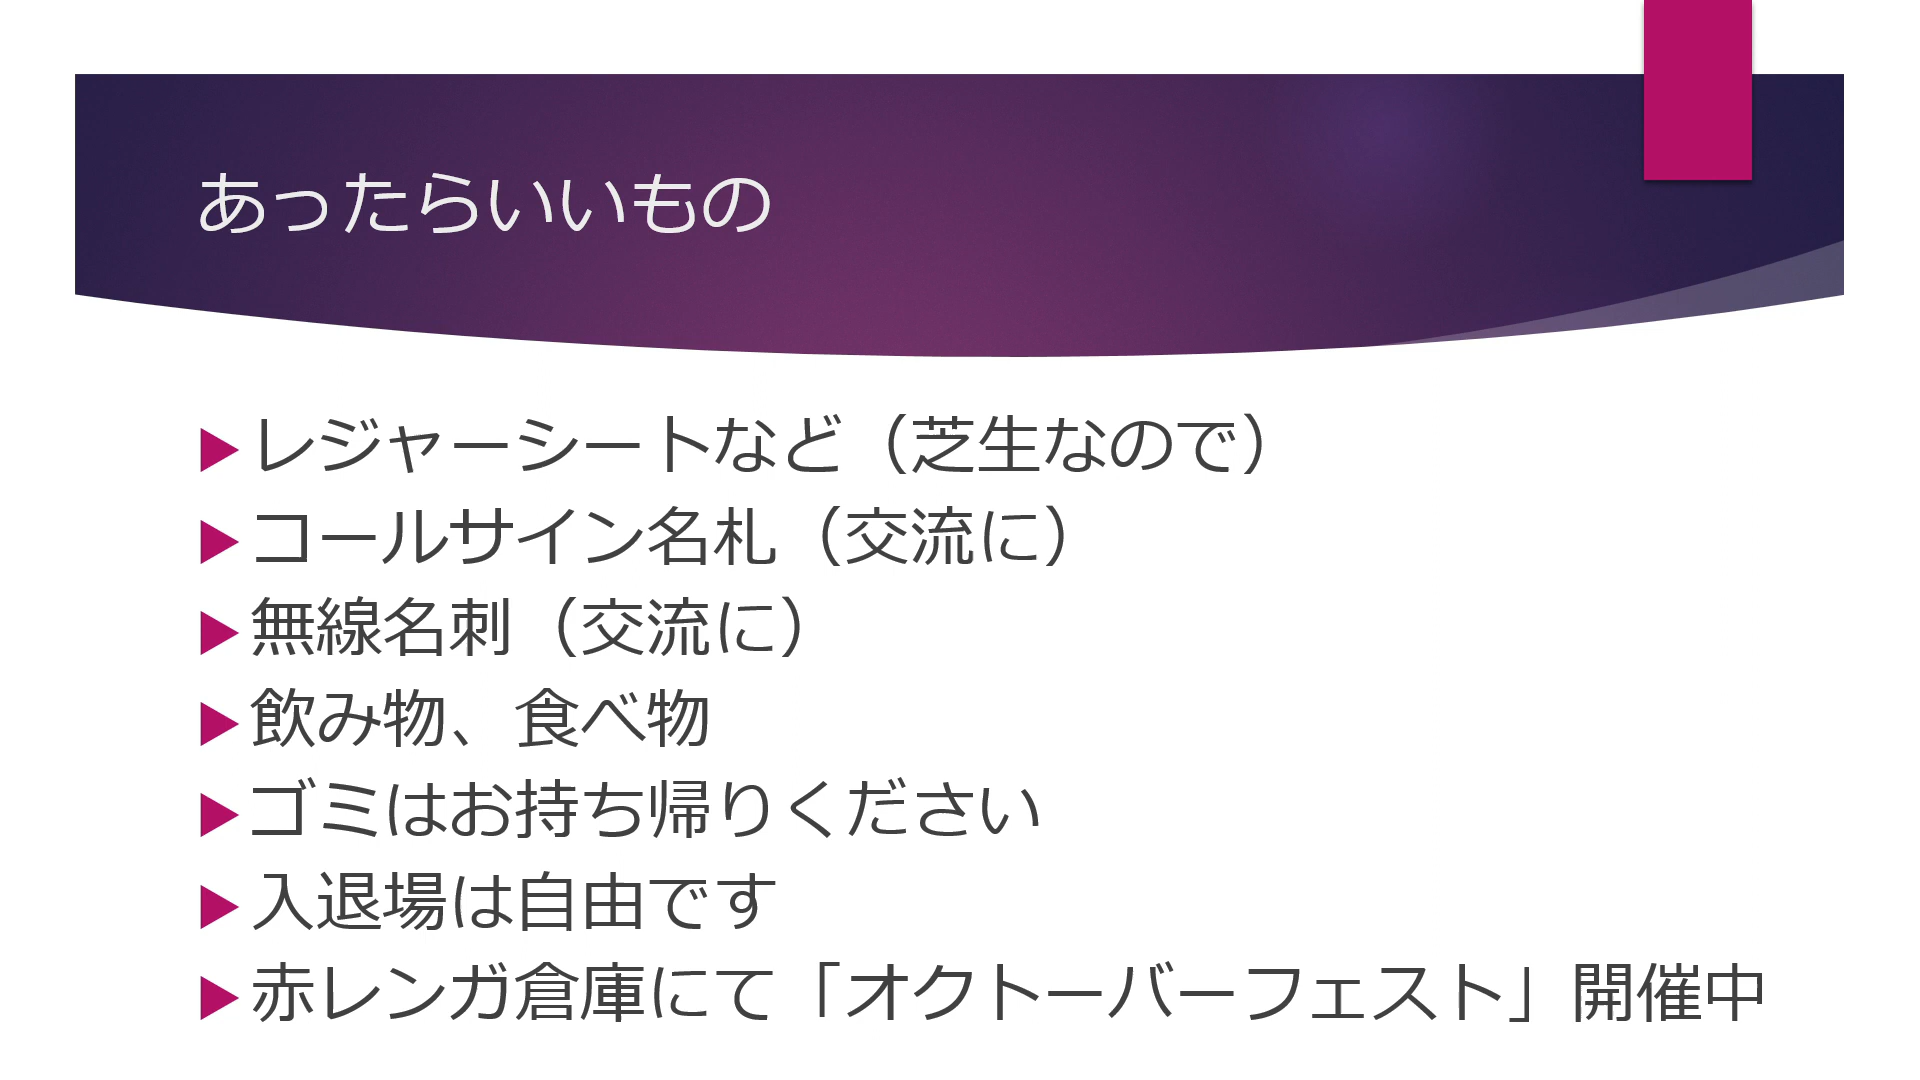 あったらいいもの
レジャーシートなど（芝生なので）
コールサイン名札（交流に）
無線名刺（交流に）
飲み物、食べ物
ゴミはお持ち帰りください
入退場は自由です
赤レンガ倉庫にて「オクトーバーフェスト」開催中